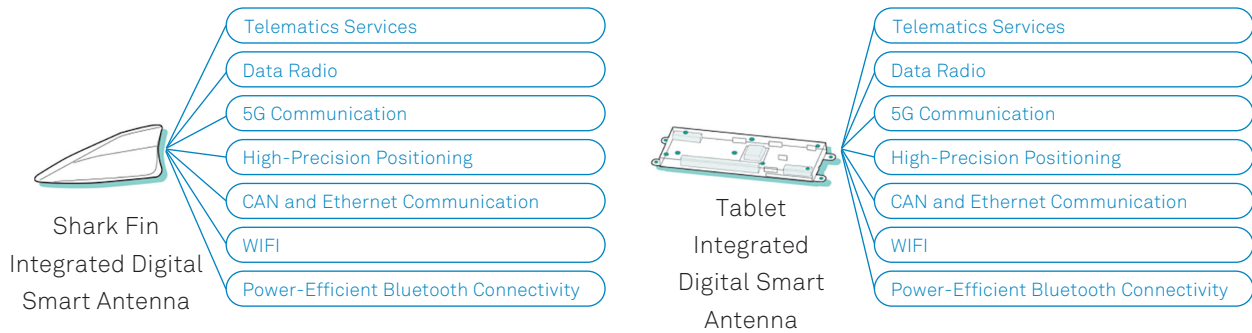 Telematics Services
Data Radio
5G Communication
High-Precision Positioning
CAN and Ethernet Communication
WIFI
Power-Efficient Bluetooth Connectivity
Shark Fin
Integrated Digital
Smart Antenna
Telematics Services
Data Radio
5G Communication
High-Precision Positioning
CAN and Ethernet Communication
WIFI
Power-Efficient Bluetooth Connectivity
Tablet
Integrated
Digital Smart
Antenna